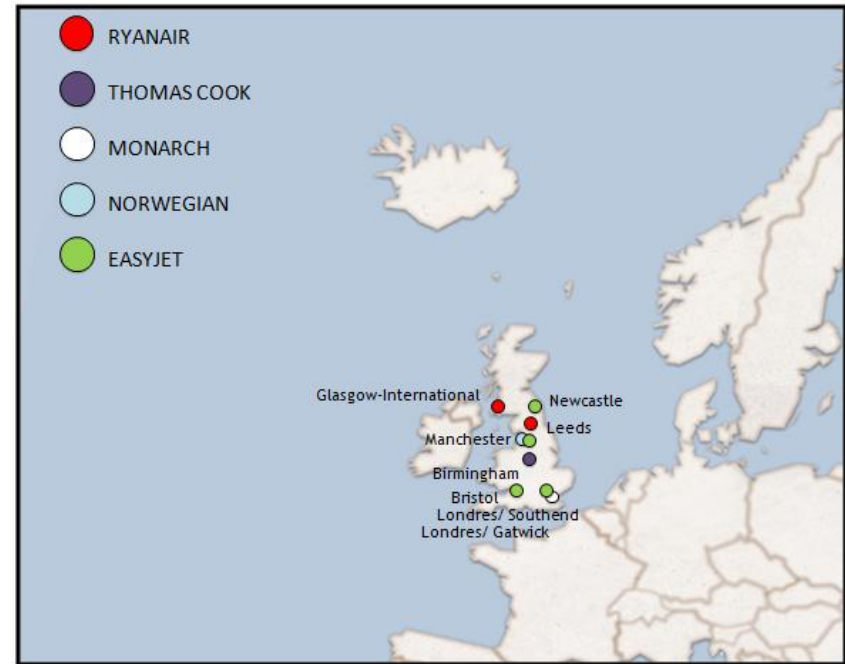 RYANAIR
THOMAS COOK
MONARCH
NORWEGIAN
EASYJET
Glasgow-International
Newcastle
Leeds
Manchester
Birmingham
Bristol
Londres/ Southend
Londres/ Gatwick